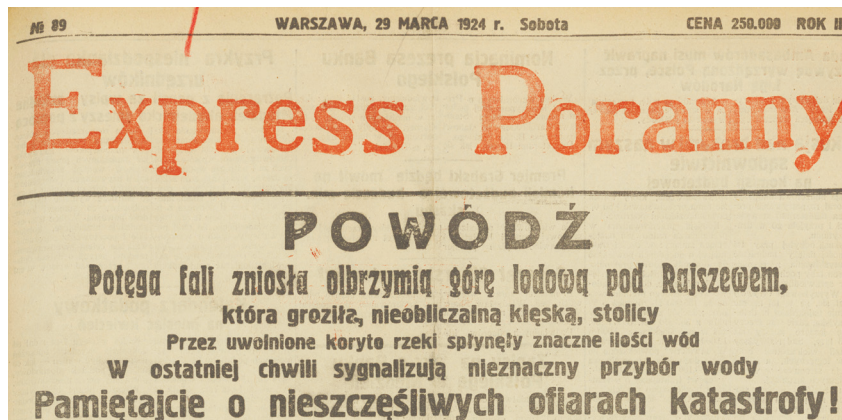 № 89 WARSZAWA, 29 MARCA 1924 r. Sobota CENA 250.000 ROK
Express Poranny
POWÓDŹ
Potęga fali zniosła olbrzymią górę lodową pod Rajszewem,
która groziła, nieobliczalną klęską, stolicy
Przez uwolnione koryto rzeki spłynęły znaczne ilości wód
W ostatniej chwili sygnalizują nieznaczny przybór wody
Pamiętajcie o nieszczęśliwych ofiarach katastrofy!